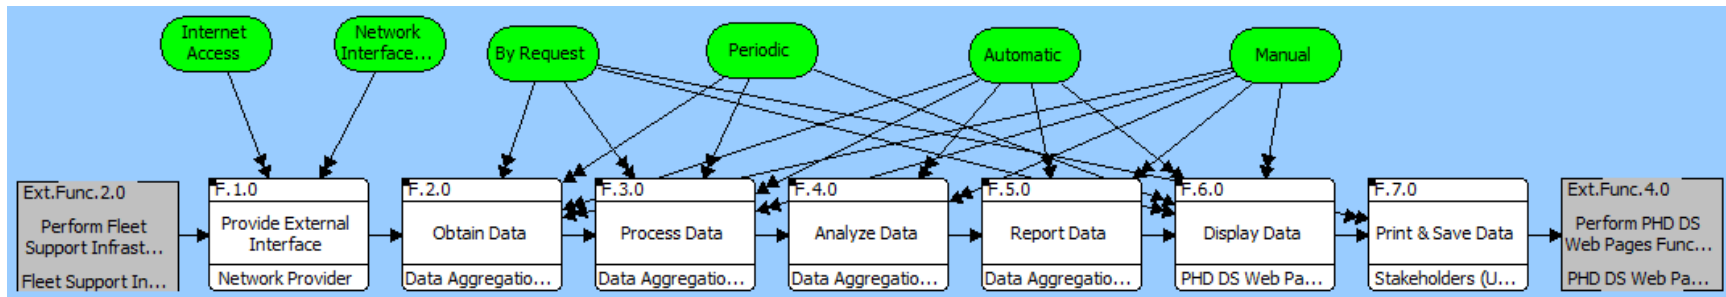 Internet
Access
Network
Interface...
By Request
Periodic
Automatic
Manual
Ext.Func.2.0
Perform Fleet
Support Infrast...
Fleet Support In...
F.1.0
Provide External
Interface
Network Provider
F.2.0
Obtain Data
Data Aggregatio...
F.3.0
Process Data
Data Aggregatio...
F.4.0
Analyze Data
Data Aggregatio...
F.5.0
Report Data
Data Aggregatio...
F.6.0
Display Data
PHD DS Web Pa...
F.7.0
Print & Save Data
Stakeholders (U...
Ext.Func.4.0
Perform PHD DS
Web Pages Func...
PHD DS Web Pa...